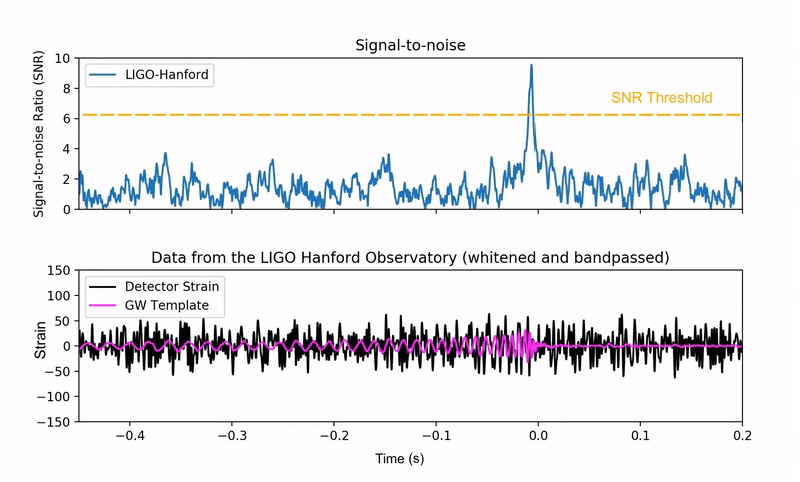 Signal-to-noise
Signal-to-noise Ratio (SNR)
10
8
6
4
2
0
LIGO-Hanford
SNR Threshold
Data from the LIGO Hanford Observatory (whitened and bandpassed)
Strain
150
100
50
0
−50
−100
−150
Detector Strain
GW Template
−0.4 −0.3 −0.2 −0.1 0.0 0.1 0.2
Time (s)